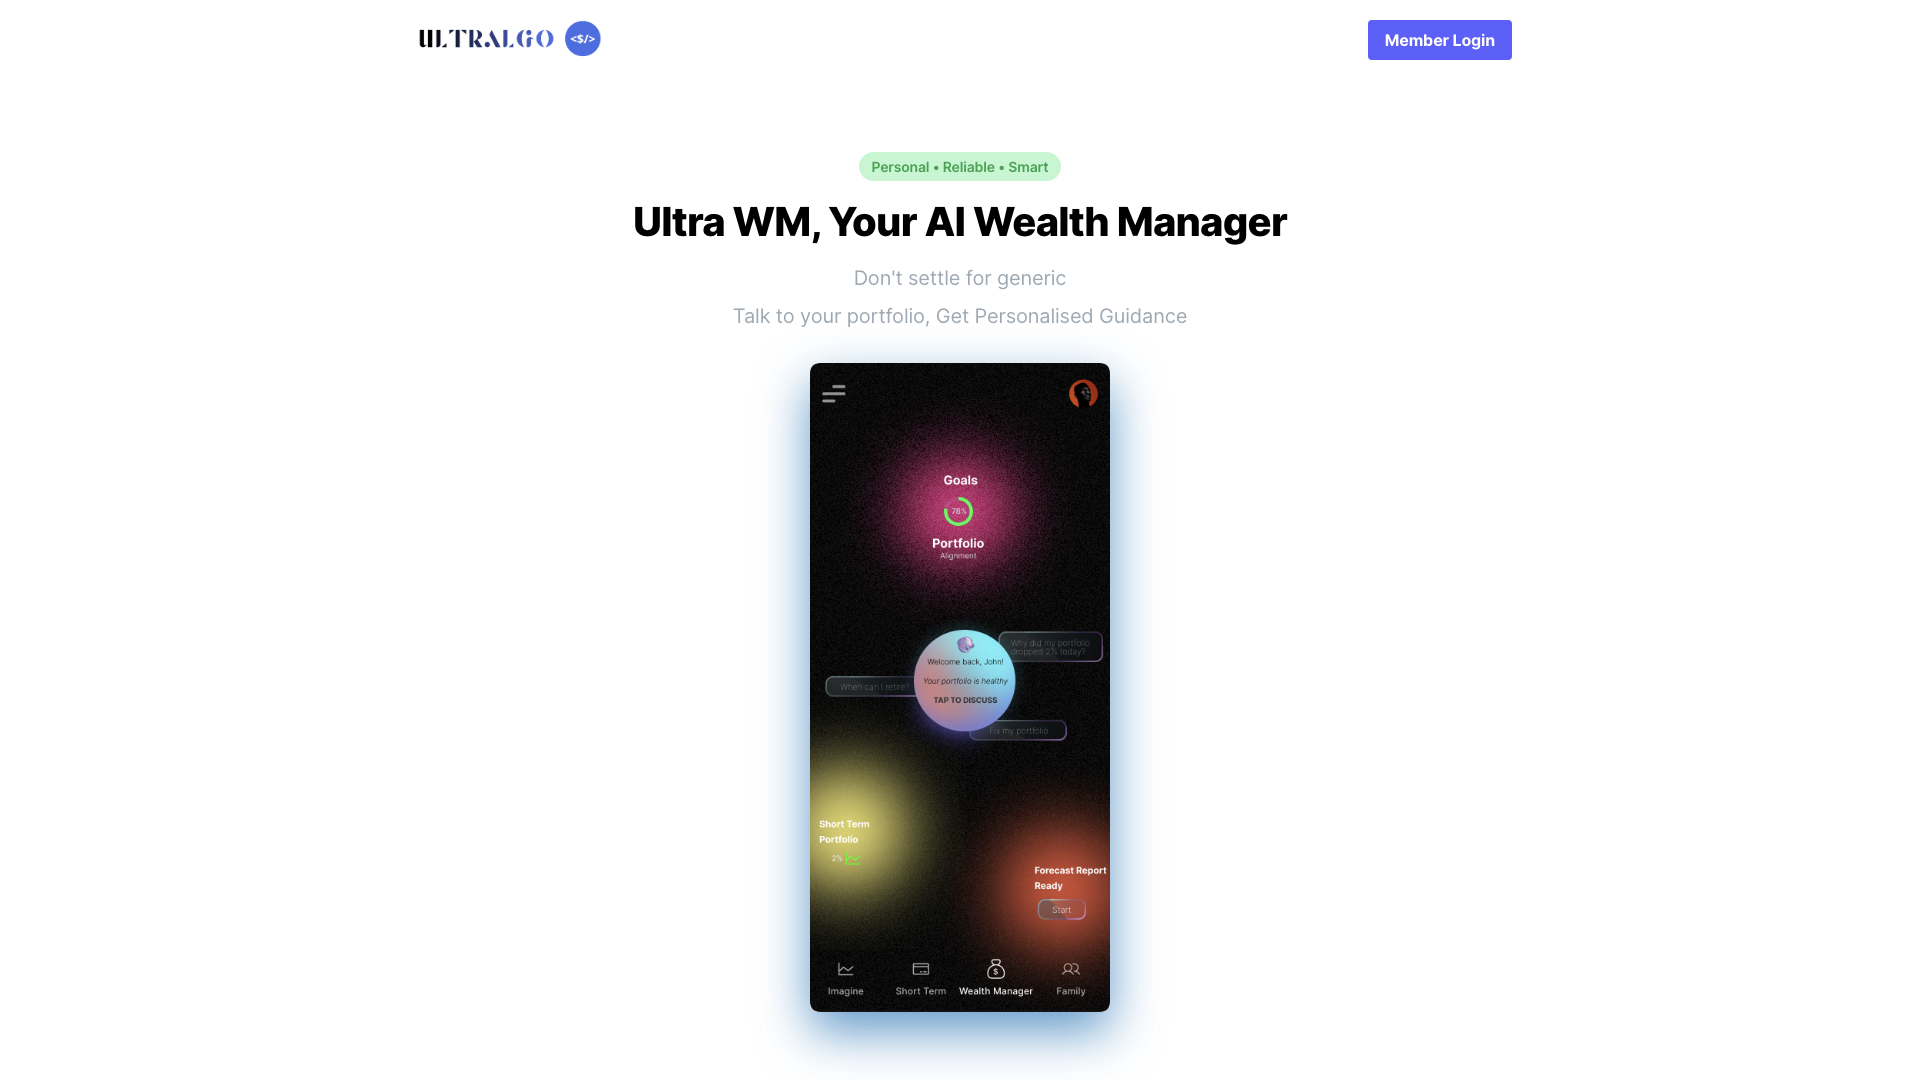 ULTRALGO <$/>
Member Login
Personal • Reliable • Smart
Ultra WM, Your AI Wealth Manager
Don't settle for generic
Talk to your portfolio, Get Personalised Guidance
Goals
78%
Portfolio
Alignment
Why did my portfolio
dropped 2% today?
Welcome back, John!
Your portfolio is healthy
When can I retire?
TAP TO DISCUSS
Fix my portfolio
Short Term
Portfolio
2%
Forecast Report
Ready
Start
Imagine
Short Term
Wealth Manager
Family